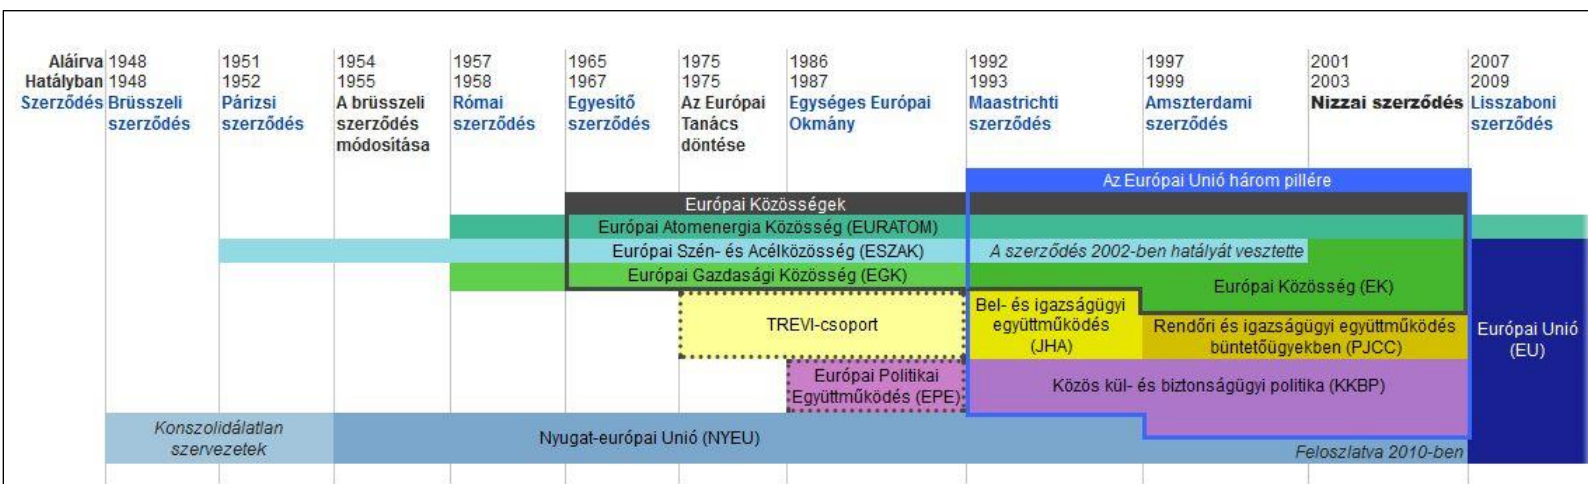 Aláírva 1948 1951 1954 1957 1965 1975 1986 1992 1997 2001 2007
Hatályban 1948 1952 1955 1958 1967 1975 1987 1993 1999 2003 2009
Szerződés Brüsszeli Párizsi A brüsszeli Római Egyesítő Az Európai Egységes Európai Maastrichti Amszterdami Nizzai szerződés Lisszaboni
szerződés szerződés szerződés szerződés szerződés Tanács Okmány szerződés szerződés szerződés
módosítása döntése
Az Európai Unió három pillére
Európai Közösségek
Európai Atomenergia Közösség (EURATOM)
Európai Szén- és Acélközösség (ESZAK) A szerződés 2002-ben hatályát vesztette
Európai Gazdasági Közösség (EGK)
Európai Közösség (EK)
TREVI-csoport
Bel- és igazságügyi
együttműködés
(JHA)
Rendőri és igazságügyi együttműködés
büntetőügyekben (PJCC)
Európai Unió
(EU)
Európai Politikai
Együttműködés (EPE)
Közös kül- és biztonságügyi politika (KKBP)
Konszolidálatlan
szervezetek
Nyugat-európai Unió (NYEU)
Feloszlatva 2010-ben